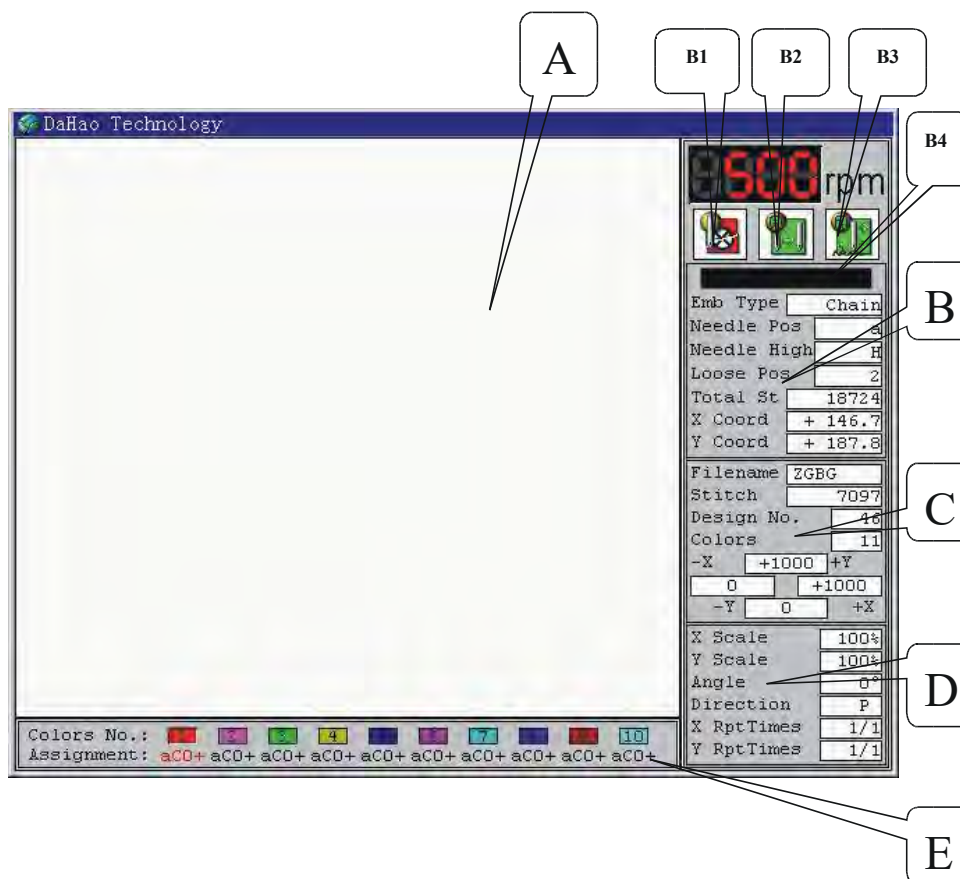 A
B1
B2
B3
DaHao Technology
B4
500 rpm
Emb Type Chain
B
Needle Pos a
Needle High H
Loose Pos 2
Total St 18724
X Coord + 146.7
Y Coord + 187.8
Filename ZGBG
Stitch 7097
C
Design No. 46
Colors 11
-X +1000 +Y
0 +1000
-Y 0 +X
X Scale 100%
Y Scale 100%
D
Angle 0°
Direction P
X RptTimes 1/1
Y RptTimes 1/1
Colors No.: 2 3 4 7 10
Assignment: aC0+ aC0+ aC0+ aC0+ aC0+ aC0+ aC0+ aC0+ aC0+ aC0+
E